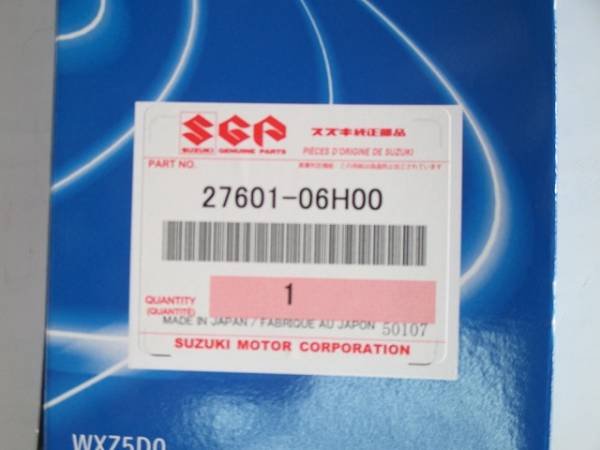 SGP
SUZUKI GENUINE PARTS
スズキ純正部品
PIÈCES D'ORIGINE DE SUZUKI
PART NO.
27601-06H00
QUANTITY
(QUANTITÉ)
1
MADE IN JAPAN / FABRIQUE AU JAPON 50107
SUZUKI MOTOR CORPORATION
WXZ5D0